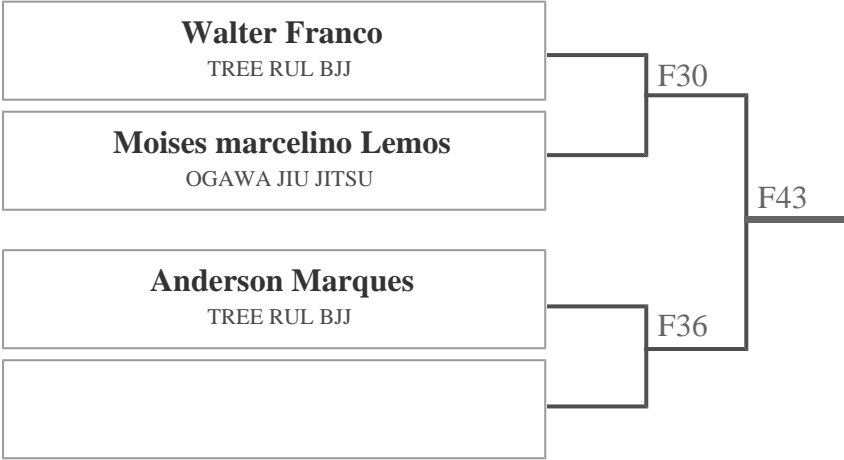 Walter Franco
TREE RUL BJJ
F30
Moises marcelino Lemos
OGAWA JIU JITSU
F43
Anderson Marques
TREE RUL BJJ
F36